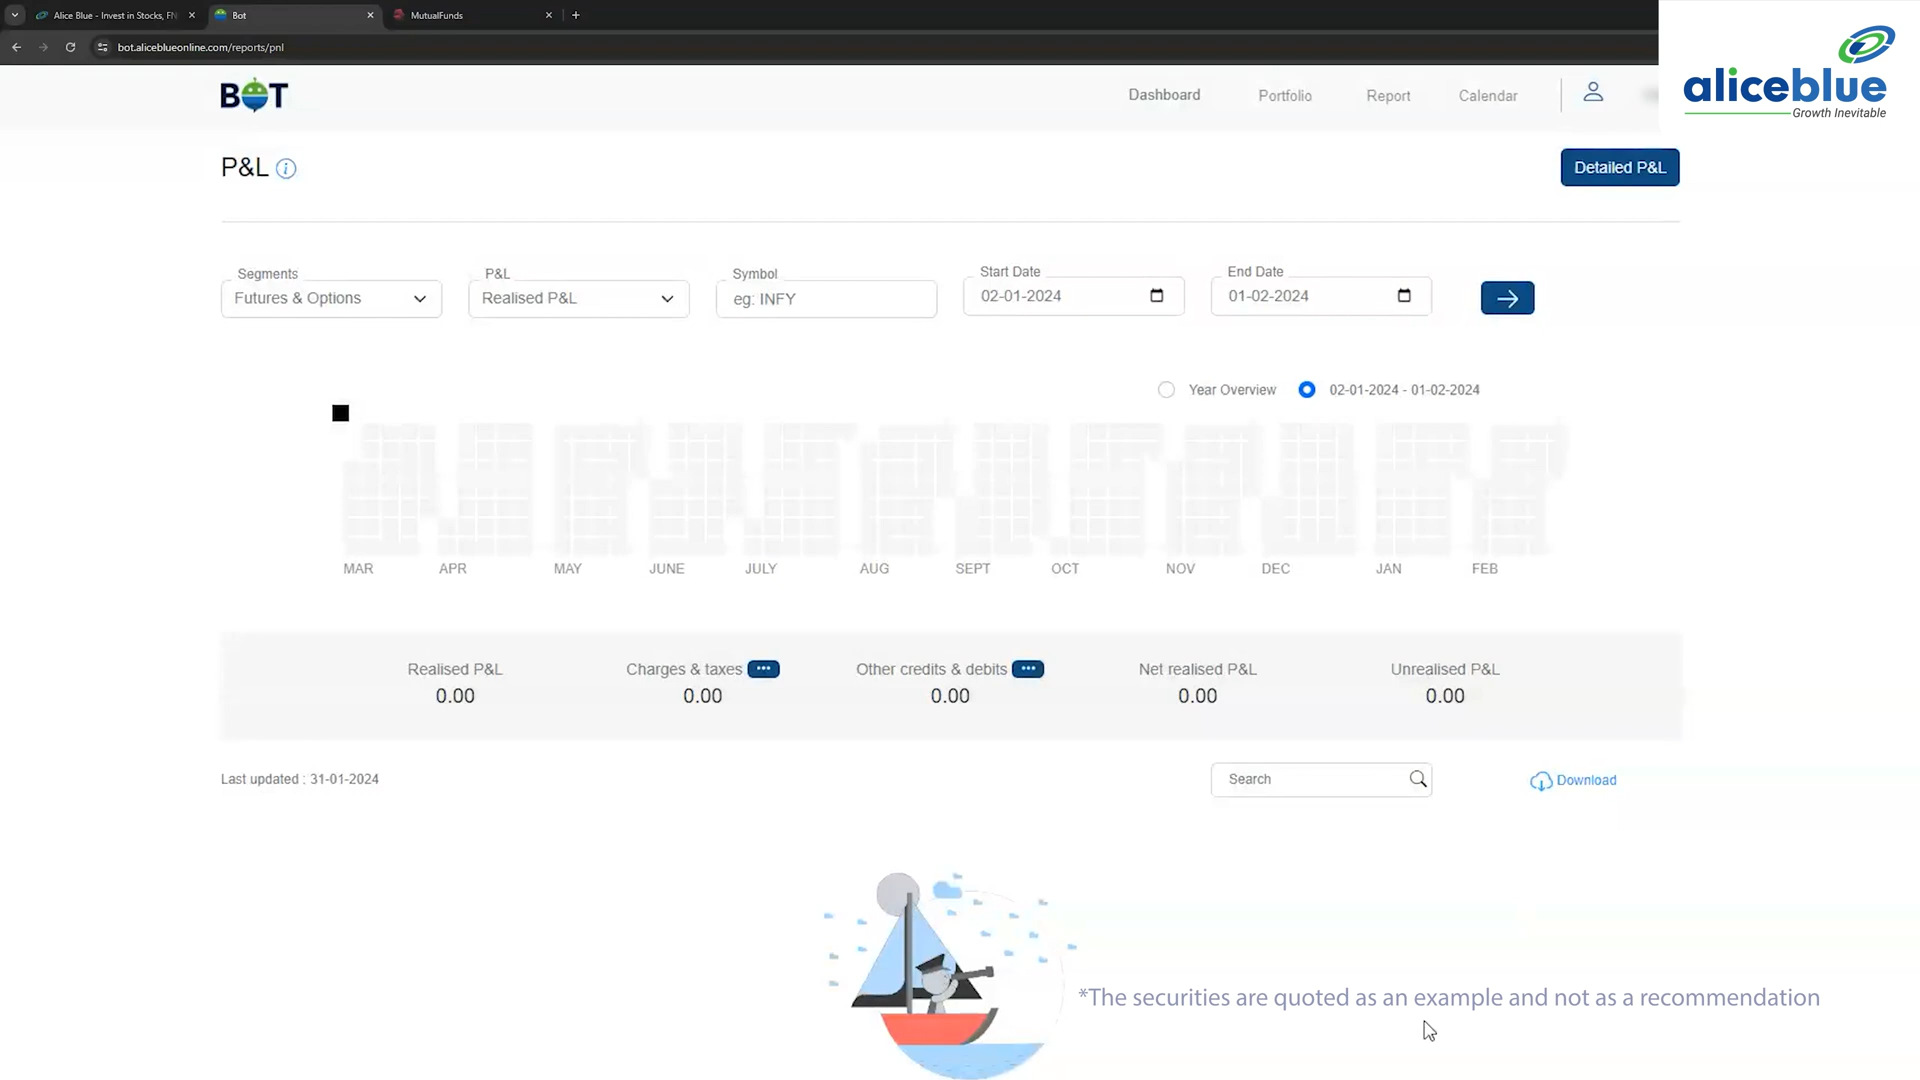 Alice Blue - Invest in Stocks, FN
Bot
MutualFunds
bot.aliceblueonline.com/reports/pnl
aliceblue
Growth Inevitable
BOT
Dashboard
Portfolio
Report
Calendar
P&L
Detailed P&L
Segments
P&L
Symbol
Start Date
End Date
Futures & Options
Realised P&L
eg: INFY
02-01-2024
01-02-2024
Year Overview
02-01-2024 - 01-02-2024
MAR APR MAY JUNE JULY AUG SEPT OCT NOV DEC JAN FEB
Realised P&L
Charges & taxes
Other credits & debits
Net realised P&L
Unrealised P&L
0.00
0.00
0.00
0.00
0.00
Last updated : 31-01-2024
Search
Download
*The securities are quoted as an example and not as a recommendation